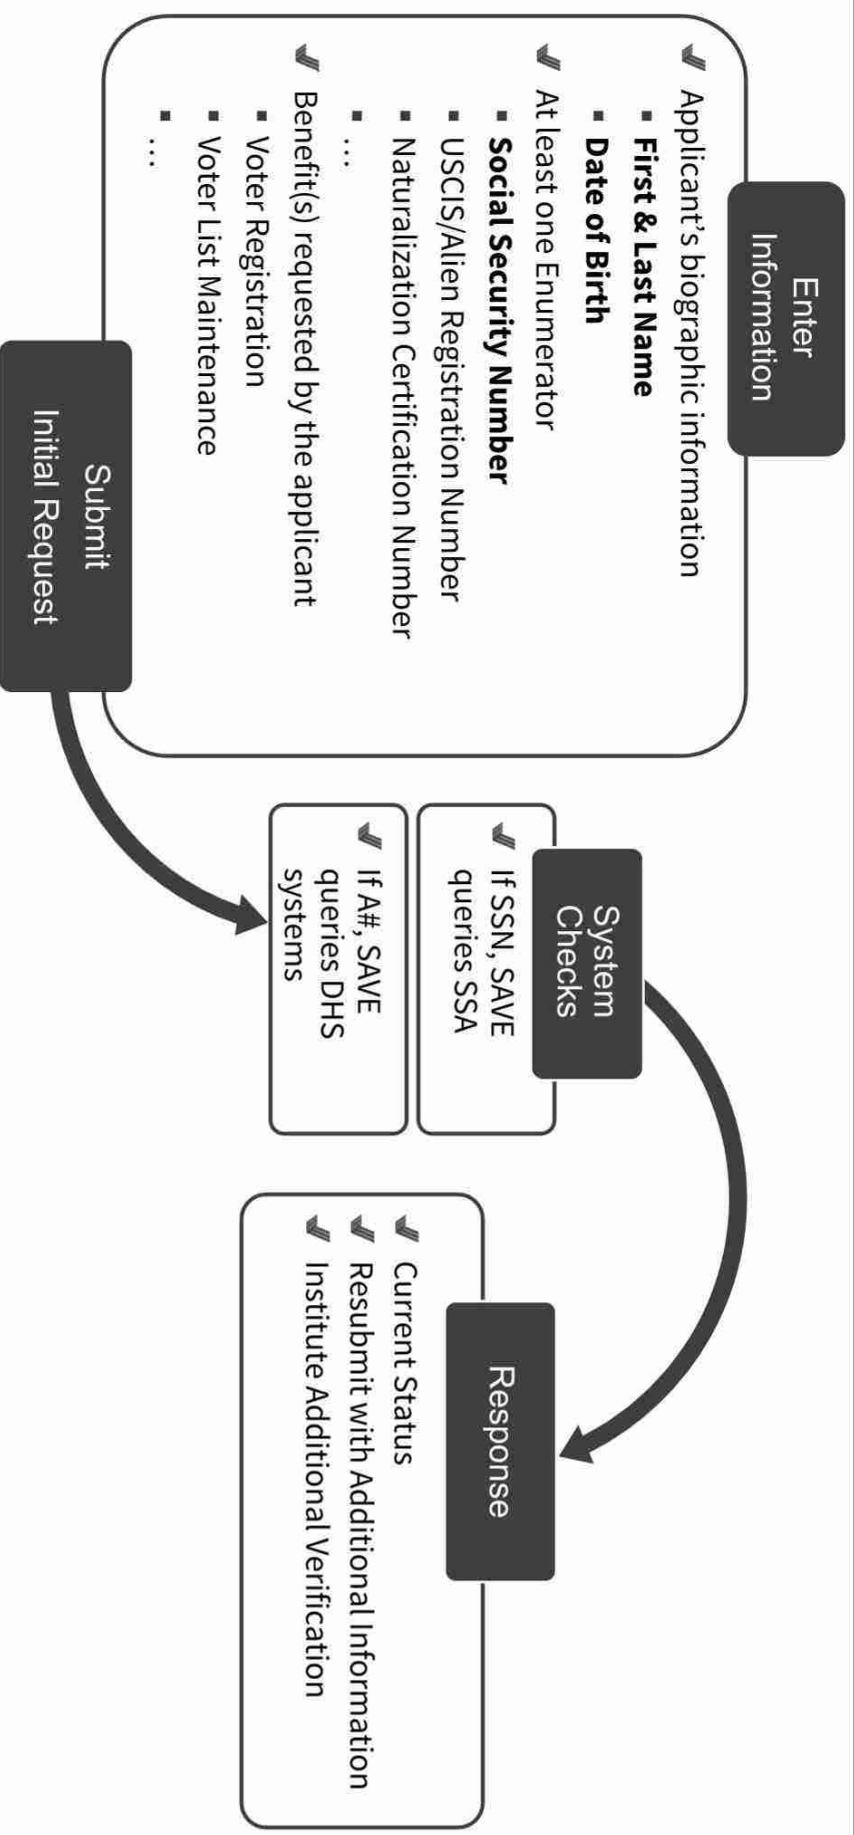 Enter
Information
Applicant's biographic information
First & Last Name
Date of Birth
At least one Enumerator
Social Security Number
USCIS/Alien Registration Number
Naturalization Certification Number
...
Benefit(s) requested by the applicant
Voter Registration
Voter List Maintenance
...
Submit
Initial Request
System
Checks
If SSN, SAVE
queries SSA
If A#, SAVE
queries DHS
systems
Response
Current Status
Resubmit with Additional Information
Institute Additional Verification